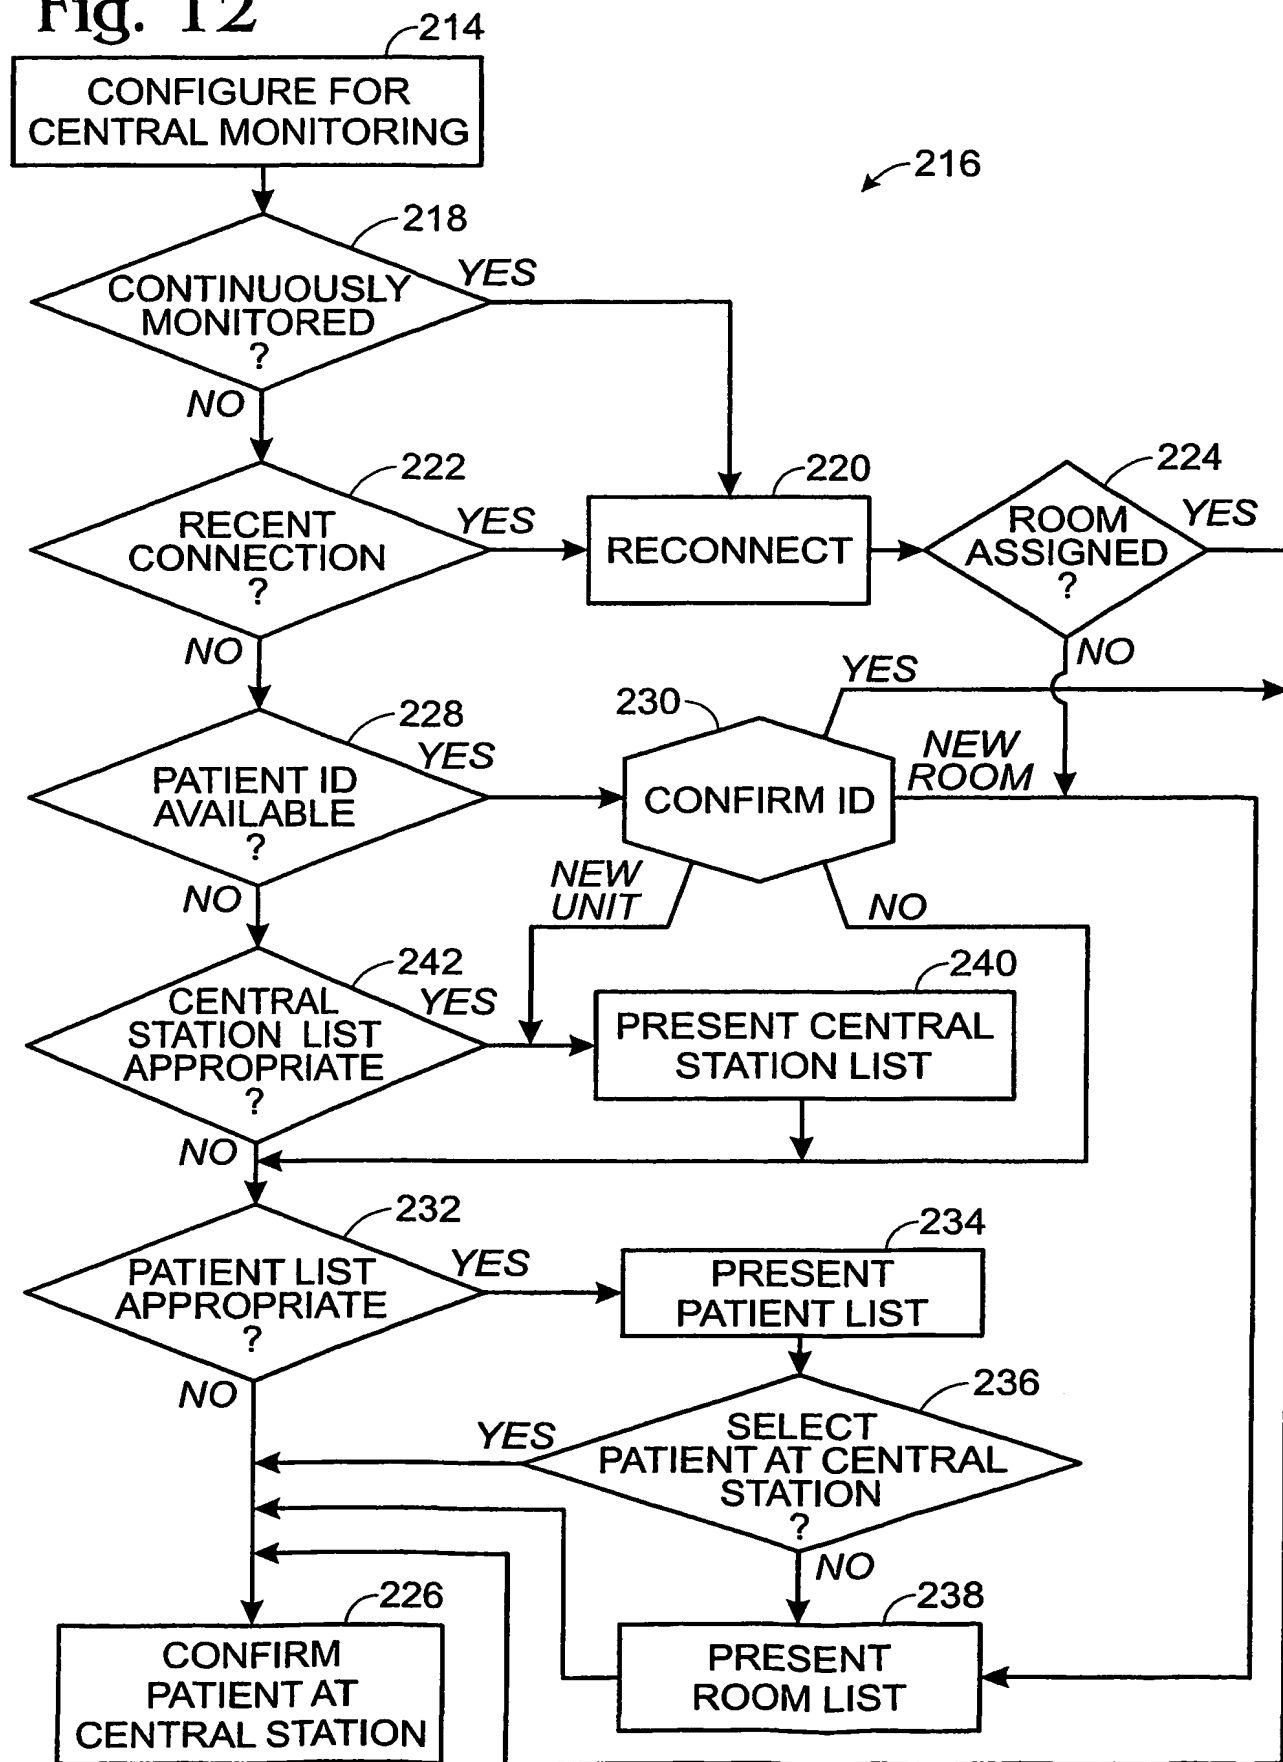 Fig. 12
214
CONFIGURE FOR
CENTRAL MONITORING
216
218
CONTINUOUSLY
MONITORED
?
YES
NO
222
RECENT
CONNECTION
?
YES
NO
220
RECONNECT
224
ROOM
ASSIGNED
?
YES
NO
228
PATIENT ID
AVAILABLE
?
YES
NO
230
CONFIRM ID
YES
NEW
ROOM
NEW
UNIT
NO
242
CENTRAL
STATION LIST
APPROPRIATE
?
YES
NO
240
PRESENT CENTRAL
STATION LIST
232
PATIENT LIST
APPROPRIATE
?
YES
NO
234
PRESENT
PATIENT LIST
236
SELECT
PATIENT AT CENTRAL
STATION
?
YES
NO
226
CONFIRM
PATIENT AT
CENTRAL STATION
238
PRESENT
ROOM LIST